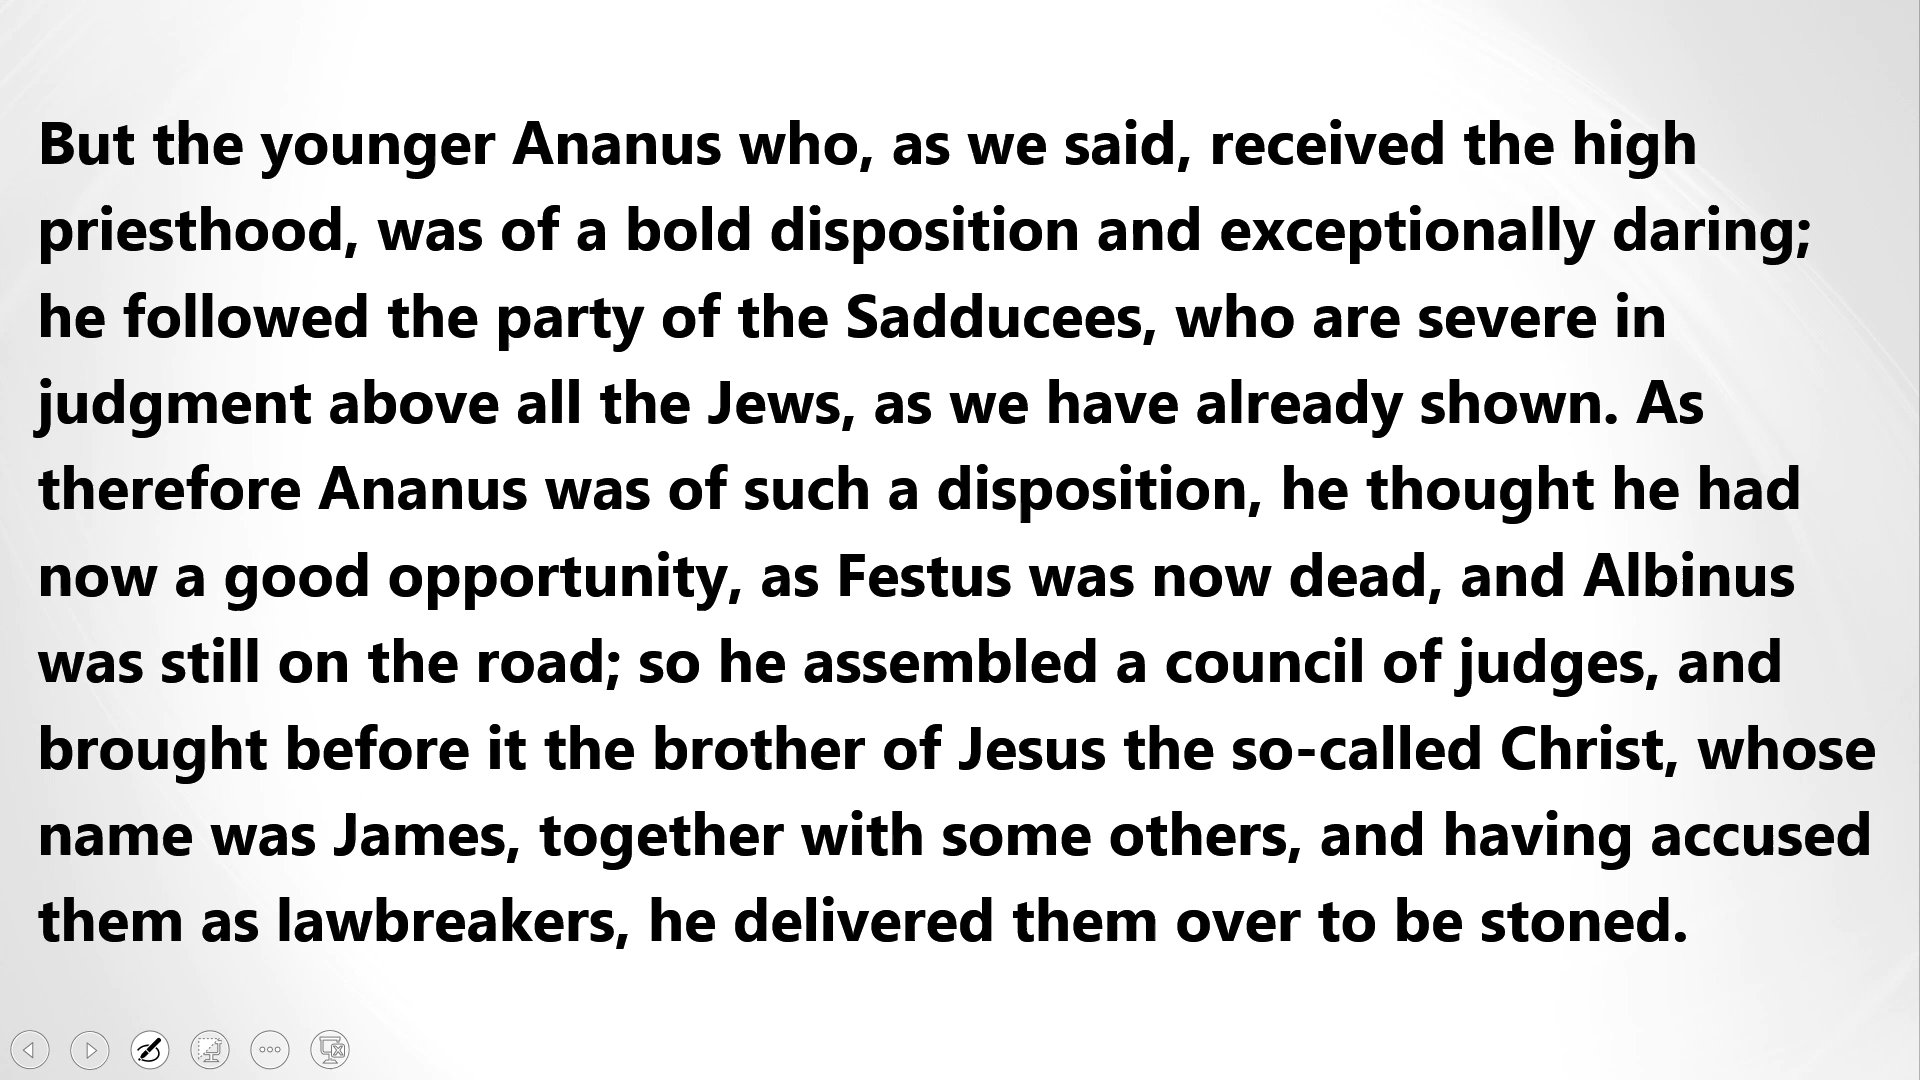 But the younger Ananus who, as we said, received the high
priesthood, was of a bold disposition and exceptionally daring;
he followed the party of the Sadducees, who are severe in
judgment above all the Jews, as we have already shown. As
therefore Ananus was of such a disposition, he thought he had
now a good opportunity, as Festus was now dead, and Albinus
was still on the road; so he assembled a council of judges, and
brought before it the brother of Jesus the so-called Christ, whose
name was James, together with some others, and having accused
them as lawbreakers, he delivered them over to be stoned.